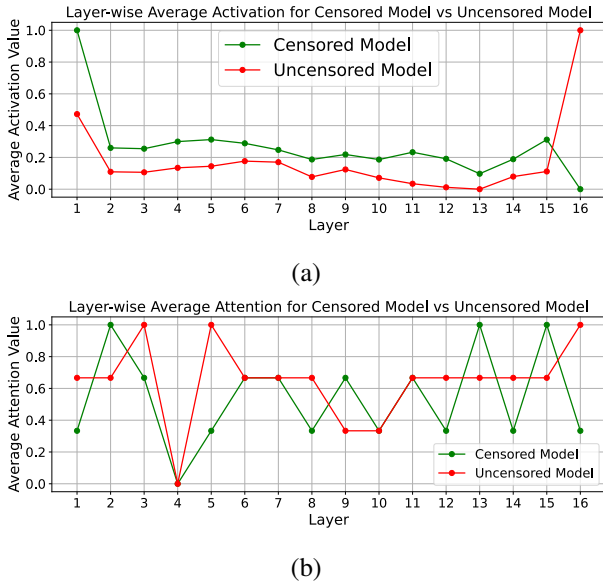 Layer-wise Average Activation for Censored Model vs Uncensored Model
Average Activation Value
1.0
0.8
0.6
0.4
0.2
0.0
Censored Model
Uncensored Model
1 2 3 4 5 6 7 8 9 10 11 12 13 14 15 16
Layer
(a)
Layer-wise Average Attention for Censored Model vs Uncensored Model
Average Attention Value
1.0
0.8
0.6
0.4
0.2
0.0
Censored Model
Uncensored Model
1 2 3 4 5 6 7 8 9 10 11 12 13 14 15 16
Layer
(b)